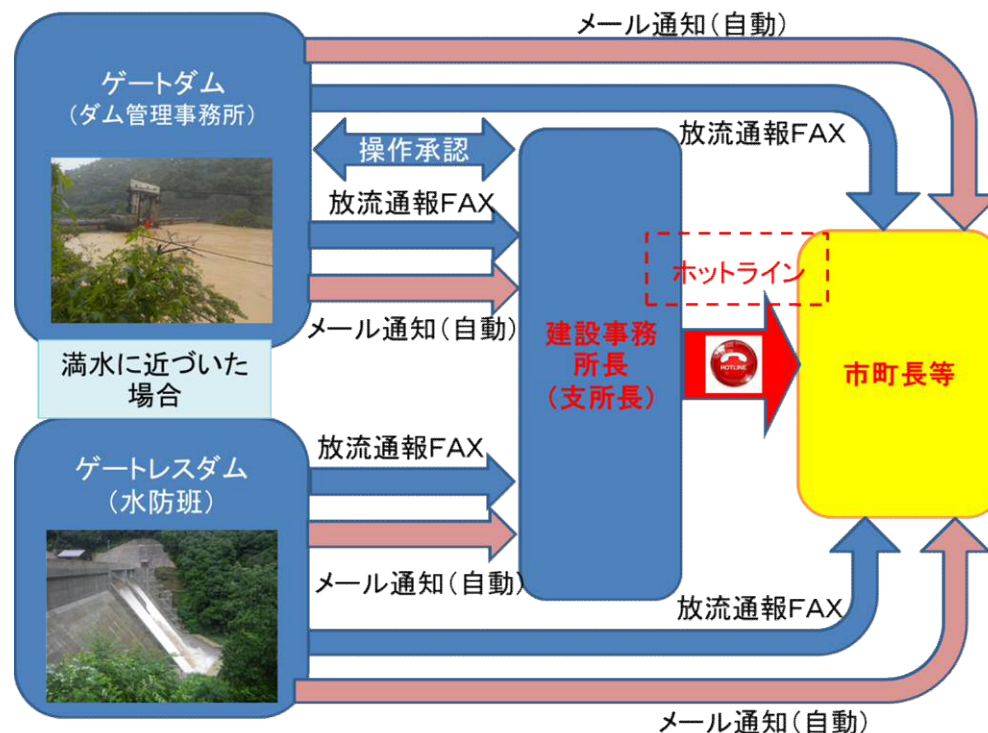 メール通知(自動)
ゲートダム
(ダム管理事務所)
放流通報FAX
操作承認
放流通報FAX
ホットライン
メール通知(自動)
建設事務
所長
(支所長)
HOTLINE
市町長等
満水に近づいた
場合
放流通報FAX
ゲートレスダム
(水防班)
メール通知(自動)
放流通報FAX
メール通知(自動)